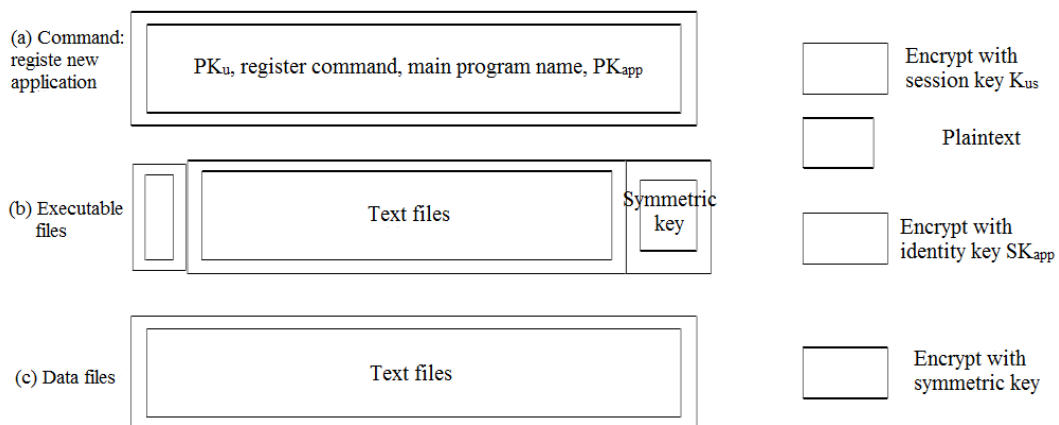 (a) Command:
registe new
application
PKu, register command, main program name, PKapp
Encrypt with
session key Kus
Plaintext
(b) Executable
files
Text files
Symmetric
key
Encrypt with
identity key SKapp
(c) Data files
Text files
Encrypt with
symmetric key